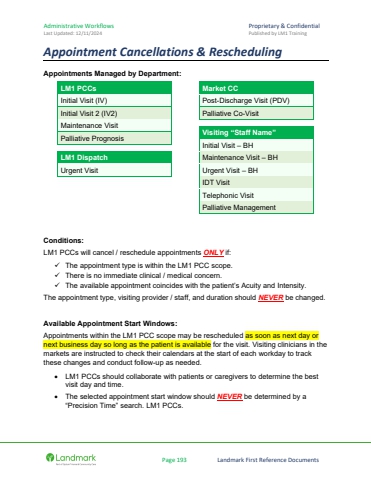 Administrative Workflows
Proprietary & Confidential
Last Updated: 12/11/2024
Published by LM1 Training
Appointment Cancellations & Rescheduling
Appointments Managed by Department:
LM1 PCCs
Initial Visit (IV)
Initial Visit 2 (IV2)
Maintenance Visit
Palliative Prognosis
LM1 Dispatch
Urgent Visit
Market CC
Post-Discharge Visit (PDV)
Palliative Co-Visit
Visiting “Staff Name”
Initial Visit – BH
Maintenance Visit – BH
Urgent Visit – BH
IDT Visit
Telephonic Visit
Palliative Management
Conditions:
LM1 PCCs will cancel / reschedule appointments ONLY if:
✓ The appointment type is within the LM1 PCC scope.
✓ There is no immediate clinical / medical concern.
✓ The available appointment coincides with the patient’s Acuity and Intensity.
The appointment type, visiting provider / staff, and duration should NEVER be changed.
Available Appointment Start Windows:
Appointments within the LM1 PCC scope may be rescheduled as soon as next day or
next business day so long as the patient is available for the visit. Visiting clinicians in the
markets are instructed to check their calendars at the start of each workday to track
these changes and conduct follow-up as needed.
• LM1 PCCs should collaborate with patients or caregivers to determine the best
visit day and time.
• The selected appointment start window should NEVER be determined by a
“Precision Time” search. LM1 PCCs.
Landmark
Page 193
Landmark First Reference Documents